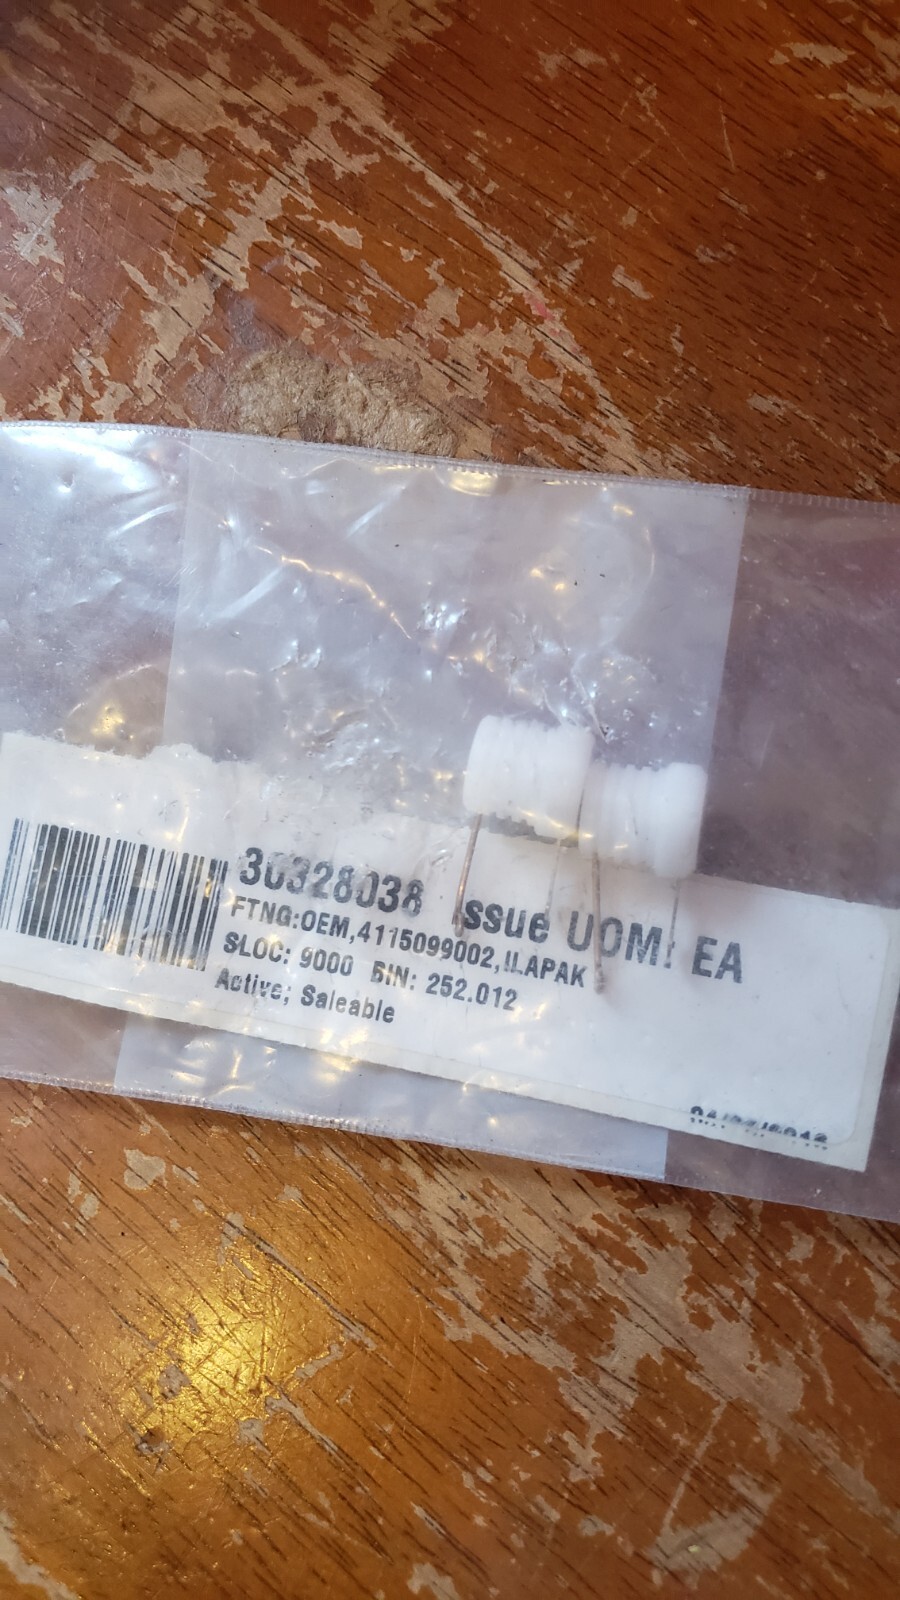 30328038 Issue UOM: EA
FTNG:OEM,4115099002,ILAPAK
SLOC: 9000 BIN: 252.012
Active; Saleable